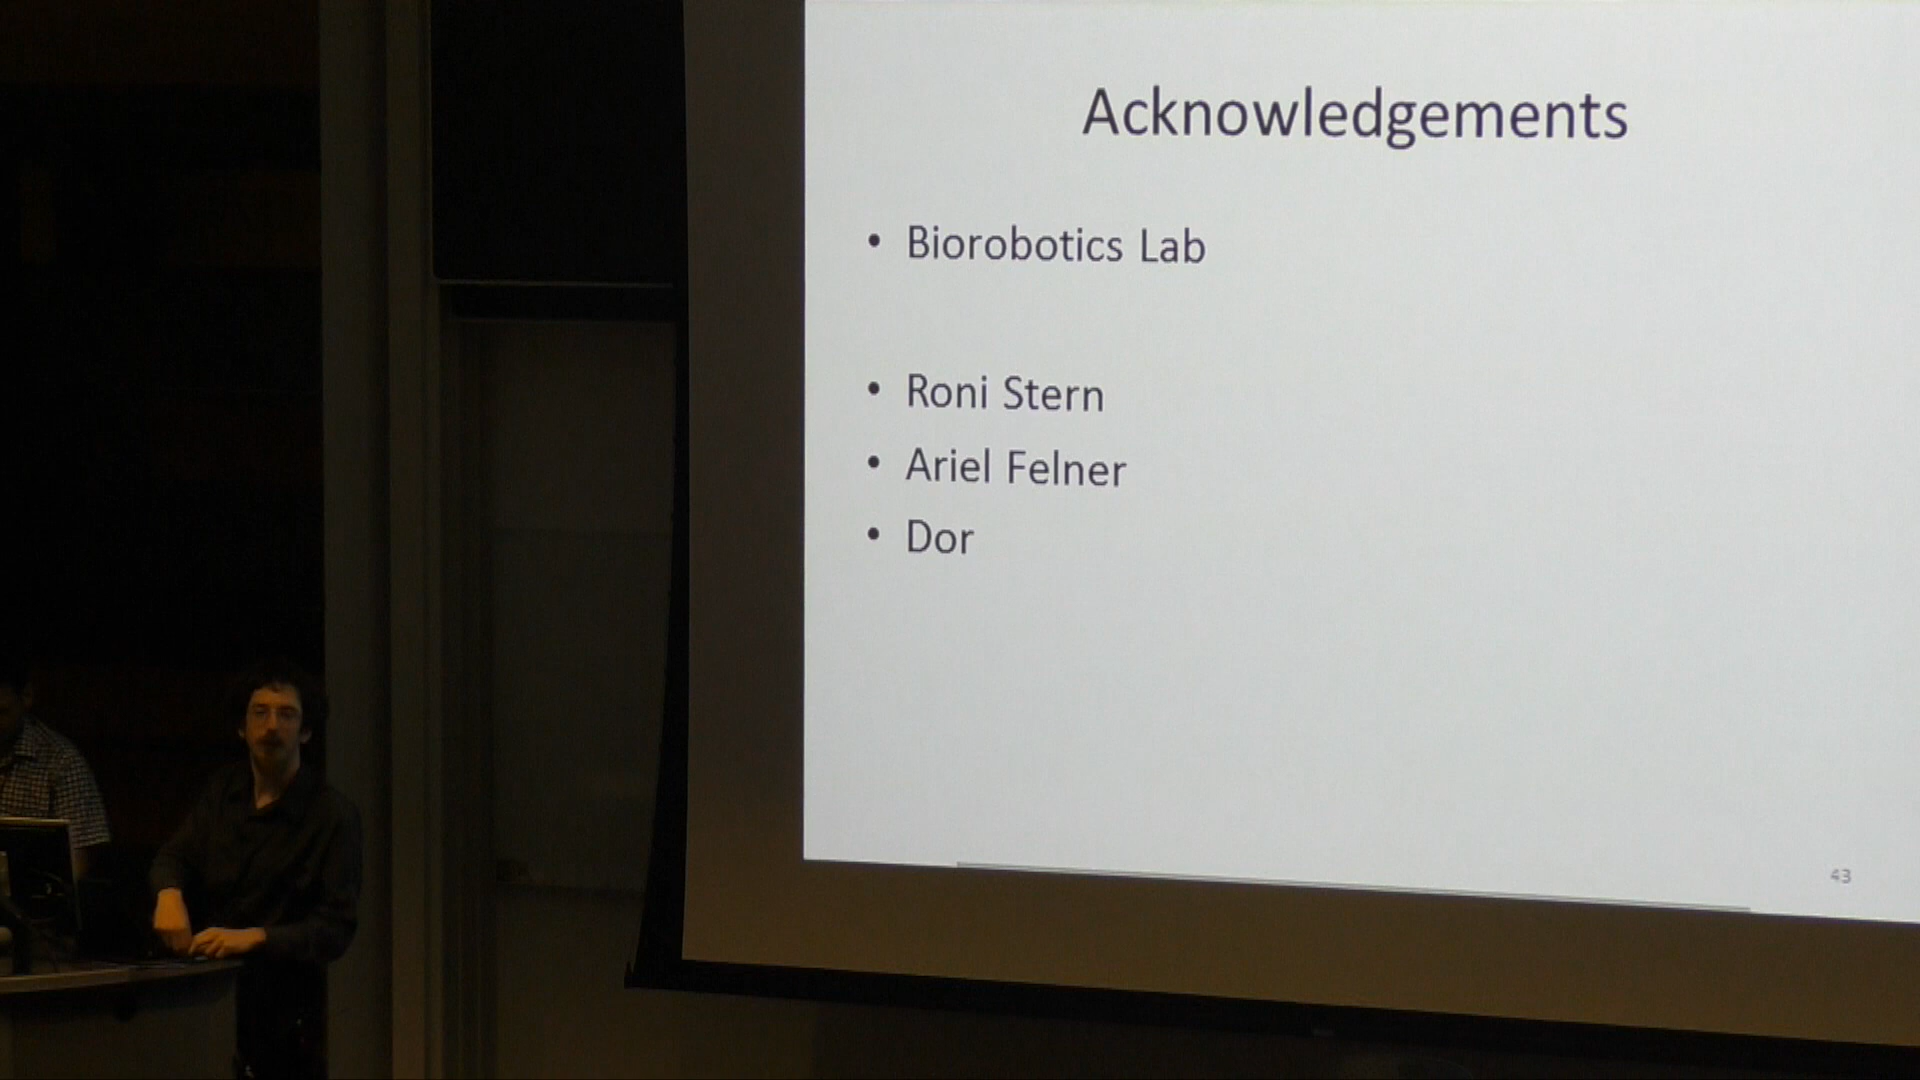 Acknowledgements
• Biorobotics Lab
• Roni Stern
• Ariel Felner
• Dor
43